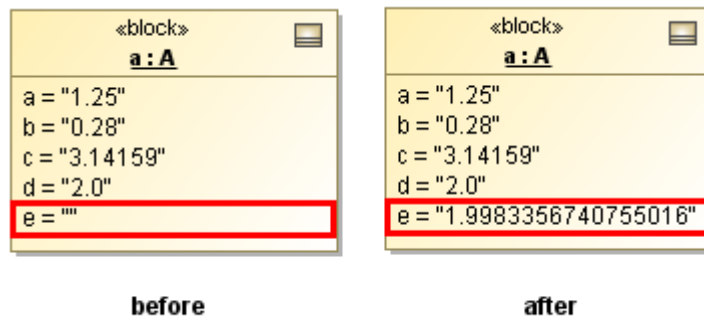 «block»
a : A
a = "1.25"
b = "0.28"
c = "3.14159"
d = "2.0"
e = ""
before
«block»
a : A
a = "1.25"
b = "0.28"
c = "3.14159"
d = "2.0"
e = "1.9983356740755016"
after